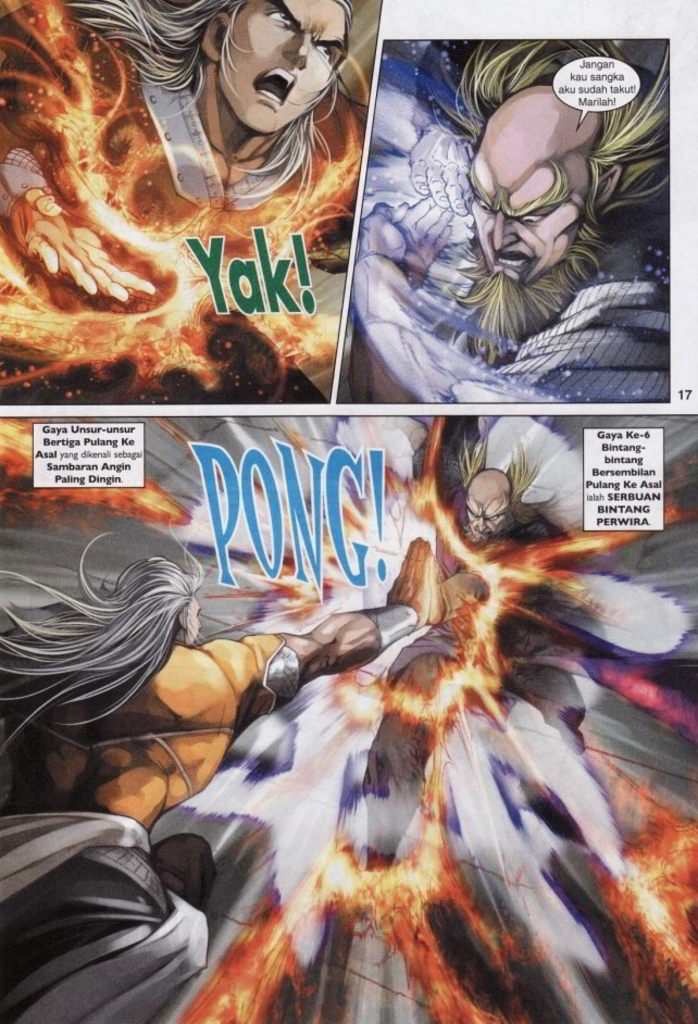 Jangan
kau sangka
aku sudah takut!
Marilah!
Yak!
17
Gaya Unsur-unsur
Bertiga Pulang Ke
Asal yang dikenali sebagai
Sambaran Angin
Paling Dingin.
PONG!
Gaya Ke-6
Bintang-
bintang
Bersembilan
Pulang Ke Asal
ialah SERBUAN
BINTANG
PERWIRA.